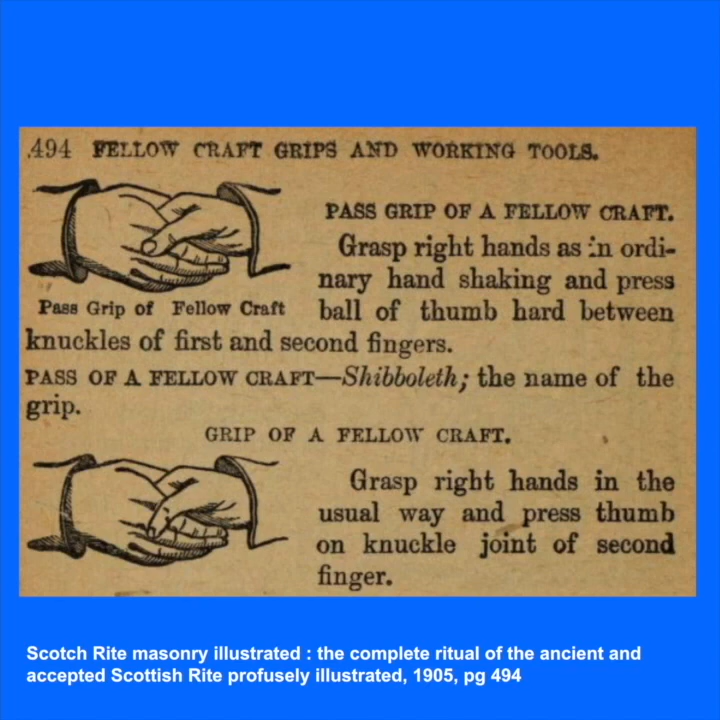 .494 FELLOW CRAFT GRIPS AND WORKING TOOLS.
PASS GRIP OF A FELLOW CRAFT.
Grasp right hands as in ordi-
nary hand shaking and press
Pass Grip of Fellow Craft ball of thumb hard between
knuckles of first and second fingers.
PASS OF A FELLOW CRAFT—Shibboleth; the name of the
grip.
GRIP OF A FELLOW CRAFT.
Grasp right hands in the
usual way and press thumb
on knuckle joint of second
finger.
Scotch Rite masonry illustrated : the complete ritual of the ancient and
accepted Scottish Rite profusely illustrated, 1905, pg 494